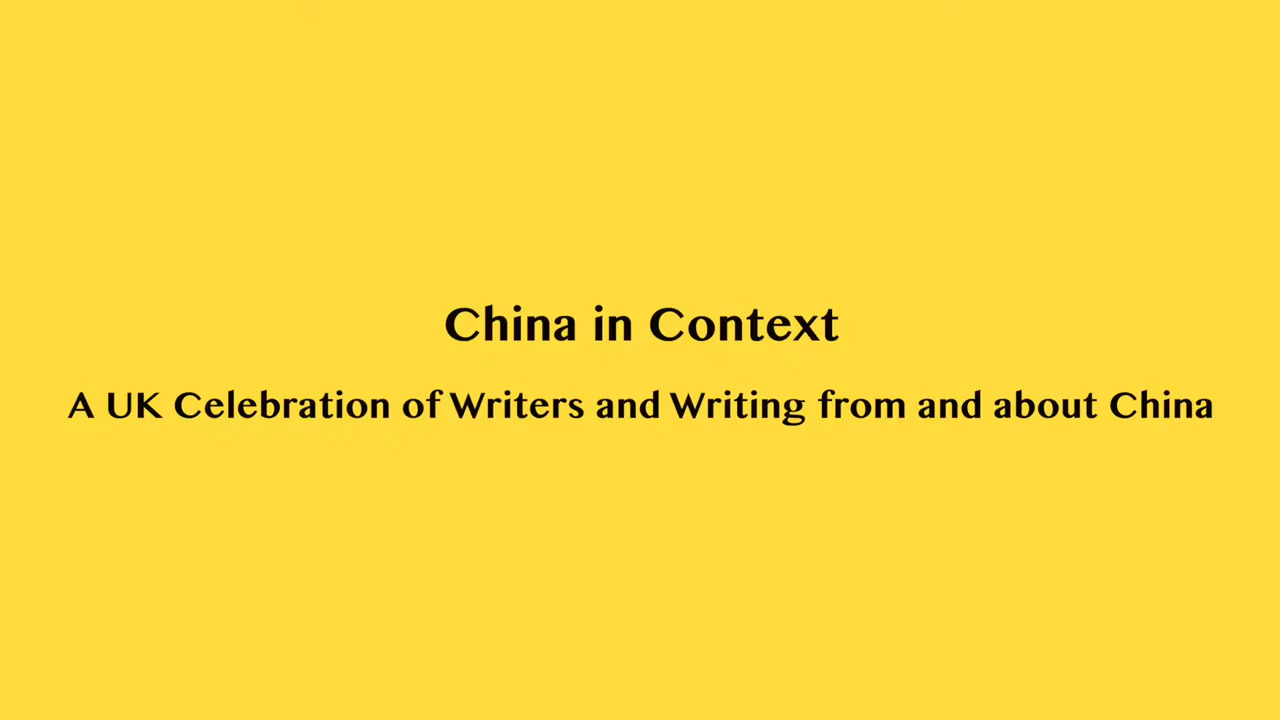 China in Context
A UK Celebration of Writers and Writing from and about China